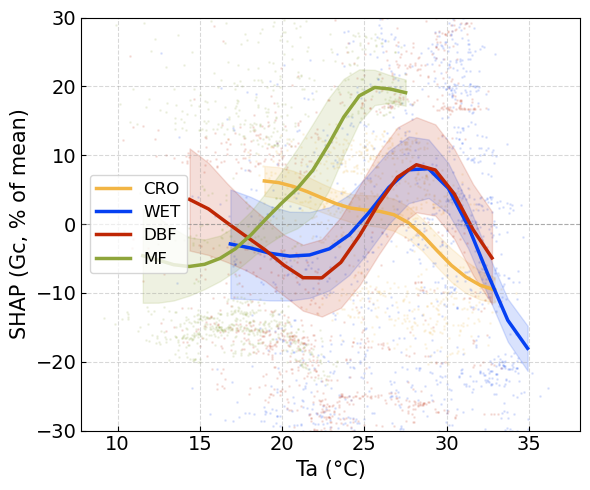 30
20
10
0
−10
−20
−30
SHAP (Gc, % of mean)
CRO
WET
DBF
MF
10 15 20 25 30 35
Ta (°C)